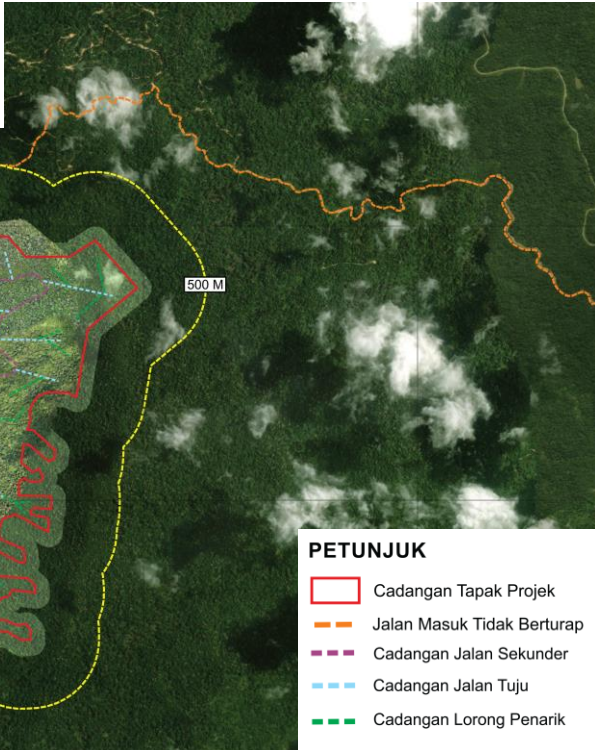 500 M
PETUNJUK
Cadangan Tapak Projek
Jalan Masuk Tidak Berturap
Cadangan Jalan Sekunder
Cadangan Jalan Tuju
Cadangan Lorong Penarik